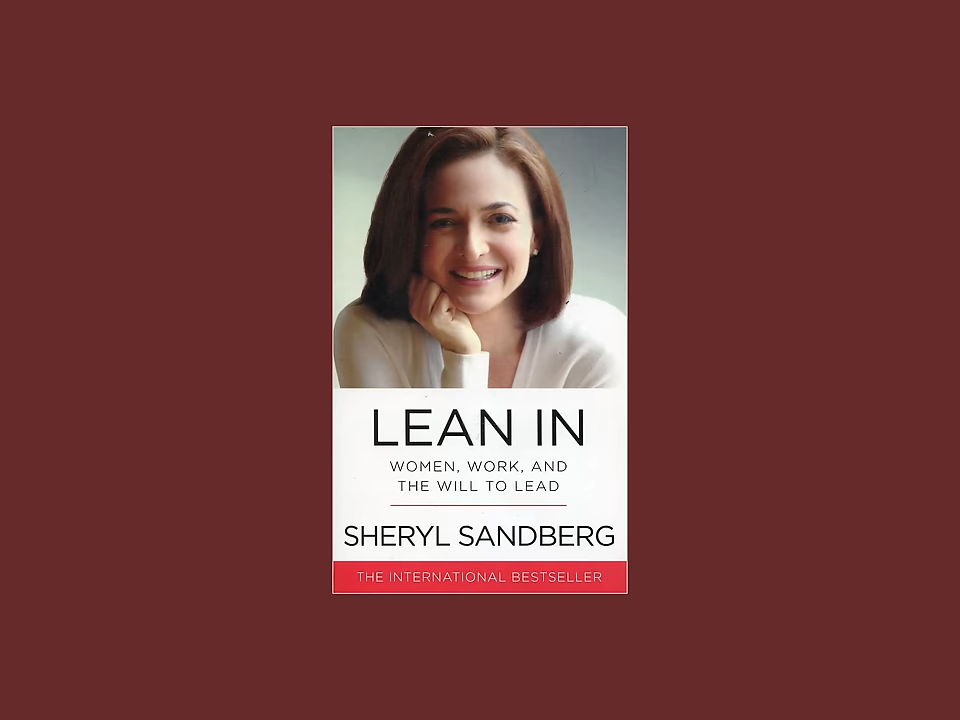 LEAN IN
WOMEN, WORK, AND
THE WILL TO LEAD
SHERYL SANDBERG
THE INTERNATIONAL BESTSELLER